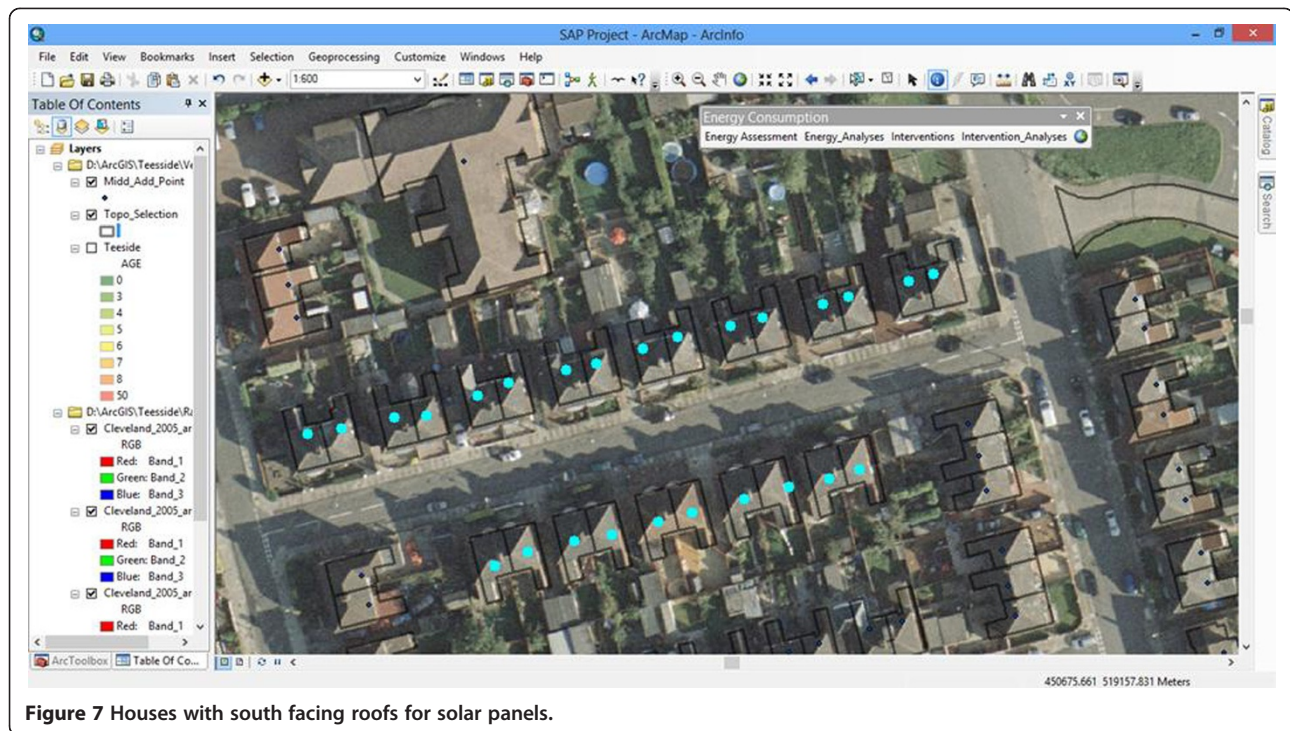 SAP Project - ArcMap - ArcInfo
File Edit View Bookmarks Insert Selection Geoprocessing Customize Windows Help
1:600
Table Of Contents
Energy Consumption
Energy Assessment Energy_Analyses Interventions Intervention_Analyses
Catalog
Search
Layers
D:\ArcGIS\Teesside\Ve
Midd_Add_Point
Topo_Selection
Teeside
AGE
0
3
4
5
6
7
8
50
D:\ArcGIS\Teesside\Ra
Cleveland_2005_ar
RGB
Red: Band_1
Green: Band_2
Blue: Band_3
Cleveland_2005_ar
RGB
Red: Band_1
Green: Band_2
Blue: Band_3
Cleveland_2005_ar
RGB
Red: Band_1
ArcToolbox Table Of Co...
450675.661 519157.831 Meters
Figure 7 Houses with south facing roofs for solar panels.